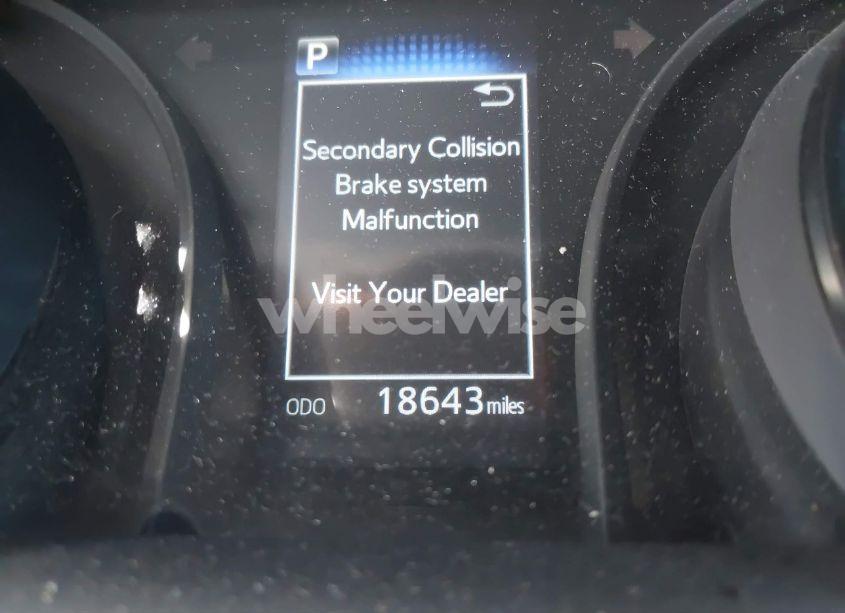 P
Secondary Collision
Brake system
Malfunction
Visit Your Dealer
wheelwise
ODO 18643 miles